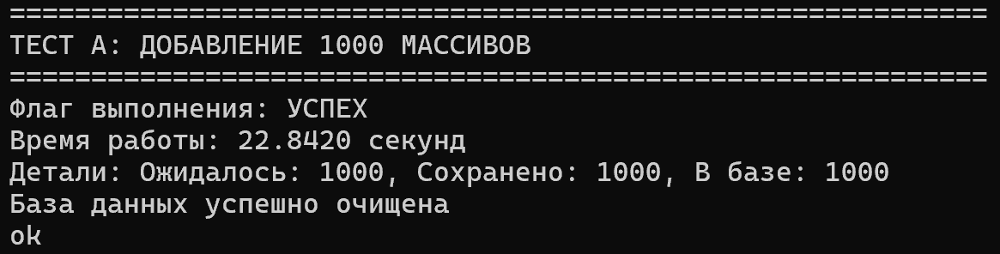 ============================================================
ТЕСТ A: ДОБАВЛЕНИЕ 1000 МАССИВОВ
============================================================
Флаг выполнения: УСПЕХ
Время работы: 22.8420 секунд
Детали: Ожидалось: 1000, Сохранено: 1000, В базе: 1000
База данных успешно очищена
ok